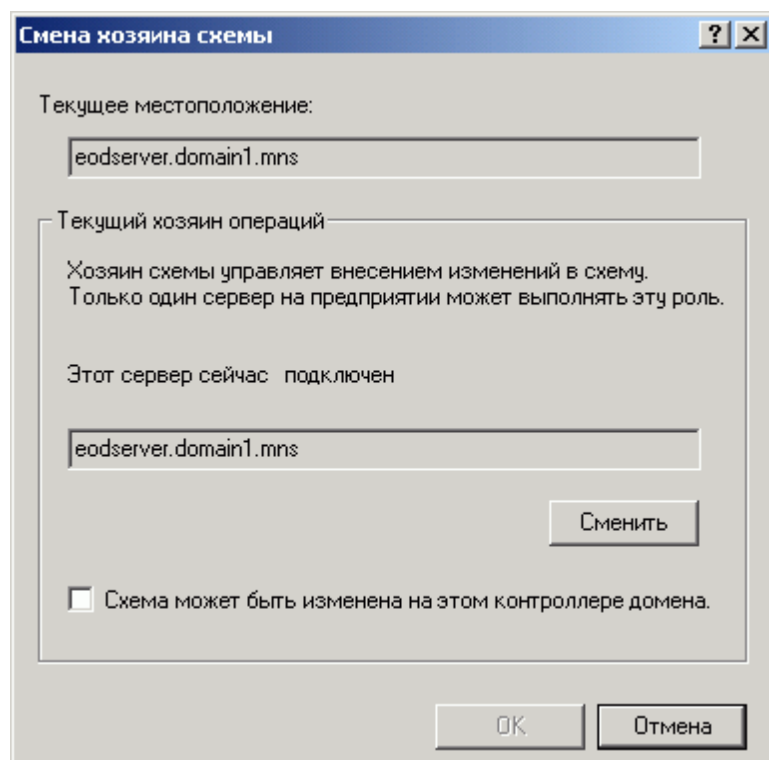 Смена хозяина схемы
Текущее местоположение:
eodserver.domain1.mns
Текущий хозяин операций
Хозяин схемы управляет внесением изменений в схему.
Только один сервер на предприятии может выполнять эту роль.
Этот сервер сейчас подключен
eodserver.domain1.mns
Сменить
Схема может быть изменена на этом контроллере домена.
OK
Отмена